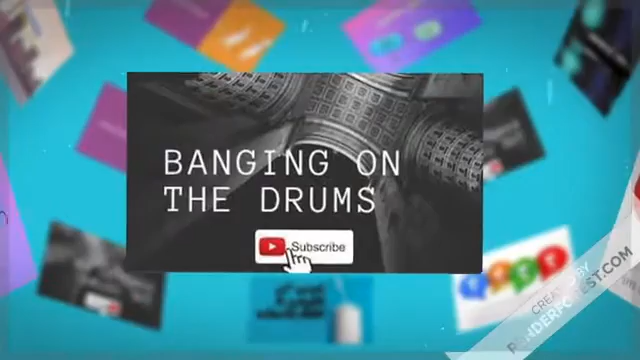 BANGING ON
THE DRUMS
Subscribe
CREATED BY
RENDERFOREST.COM